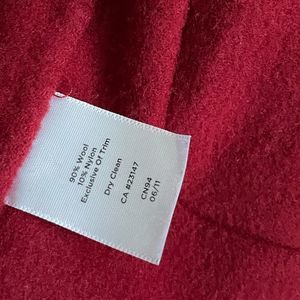 90% Wool
10% Nylon
Exclusive Of Trim
Dry Clean
CA #23147
CN94
06/11